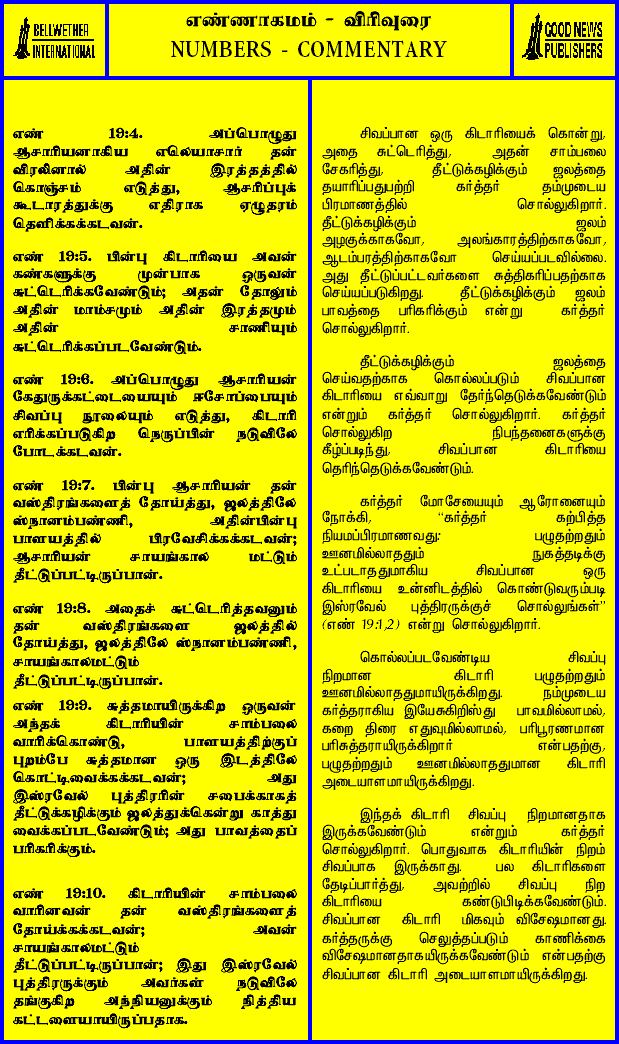 BELLWETHER
INTERNATIONAL
எண்ணாகமம் - விரிவுரை
NUMBERS - COMMENTARY
GOOD NEWS
PUBLISHERS
எண் 19:4. அப்பொழுது
ஆசாரியனாகிய எலெயாசார் தன்
விரலினால் அதின் இரத்தத்தில்
கொஞ்சம் எடுத்து, ஆசரிப்புக்
கூடாரத்துக்கு எதிராக ஏழுதரம்
தெளிக்கக்கடவன்.
எண் 19:5. பின்பு கிடாரியை அவன்
கண்களுக்கு முன்பாக ஒருவன்
சுட்டெரிக்கவேண்டும்; அதன் தோலும்
அதின் மாம்சமும் அதின் இரத்தமும்
அதின் சாணியும்
சுட்டெரிக்கப்படவேண்டும்.
எண் 19:6. அப்பொழுது ஆசாரியன்
கேதுருக்கட்டையையும் ஈசோப்பையும்
சிவப்பு நூலையும் எடுத்து, கிடாரி
எரிக்கப்படுகிற நெருப்பின் நடுவிலே
போடக்கடவன்.
எண் 19:7. பின்பு ஆசாரியன் தன்
வஸ்திரங்களைத் தோய்த்து, ஜலத்திலே
ஸ்நானம்பண்ணி, அதின்பின்பு
பாளயத்தில் பிரவேசிக்கக்கடவன்;
ஆசாரியன் சாயங்கால மட்டும்
தீட்டுப்பட்டிருப்பான்.
எண் 19:8. அதைச் சுட்டெரித்தவனும்
தன் வஸ்திரங்களை ஜலத்தில்
தோய்த்து, ஜலத்திலே ஸ்நானம்பண்ணி,
சாயங்காலமட்டும்
தீட்டுப்பட்டிருப்பான்.
எண் 19:9. சுத்தமாயிருக்கிற ஒருவன்
அந்தக் கிடாரியின் சாம்பலை
வாரிக்கொண்டு, பாளயத்திற்குப்
புறம்பே சுத்தமான ஒரு இடத்திலே
கொட்டிவைக்கக்கடவன்; அது
இஸ்ரவேல் புத்திரரின் சபைக்காகத்
தீட்டுக்கழிக்கும் ஜலத்துக்கென்று காத்து
வைக்கப்படவேண்டும்; அது பாவத்தைப்
பரிகரிக்கும்.
எண் 19:10. கிடாரியின் சாம்பலை
வாரினவன் தன் வஸ்திரங்களைத்
தோய்க்கக்கடவன்; அவன்
சாயங்காலமட்டும்
தீட்டுப்பட்டிருப்பான்; இது இஸ்ரவேல்
புத்திரருக்கும் அவர்கள் நடுவிலே
தங்குகிற அந்நியனுக்கும் நித்திய
கட்டளையாயிருப்பதாக.
சிவப்பான ஒரு கிடாரியைக் கொன்று,
அதை சுட்டெரித்து, அதன் சாம்பலை
சேகரித்து, தீட்டுக்கழிக்கும் ஜலத்தை
தயாரிப்பதுபற்றி கர்த்தர் தம்முடைய
பிரமாணத்தில் சொல்லுகிறார்.
தீட்டுக்கழிக்கும் ஜலம்
அழகுக்காகவோ, அலங்காரத்திற்காகவோ,
ஆடம்பரத்திற்காகவோ செய்யப்படவில்லை.
அது தீட்டுப்பட்டவர்களை சுத்திகரிப்பதற்காக
செய்யப்படுகிறது. தீட்டுக்கழிக்கும் ஜலம்
பாவத்தை பரிகரிக்கும் என்று கர்த்தர்
சொல்லுகிறார்.
தீட்டுக்கழிக்கும் ஜலத்தை
செய்வதற்காக கொல்லப்படும் சிவப்பான
கிடாரியை எவ்வாறு தேர்ந்தெடுக்கவேண்டும்
என்றும் கர்த்தர் சொல்லுகிறார். கர்த்தர்
சொல்லுகிற நிபந்தனைகளுக்கு
கீழ்ப்படிந்து, சிவப்பான கிடாரியை
தெரிந்தெடுக்கவேண்டும்.
கர்த்தர் மோசேயையும் ஆரோனையும்
நோக்கி, “கர்த்தர் கற்பித்த
நியமப்பிரமாணவது: பழுதற்றதும்
ஊனமில்லாததும் நுகத்தடிக்கு
உட்படாததுமாகிய சிவப்பான ஒரு
கிடாரியை உன்னிடத்தில் கொண்டுவரும்படி
இஸ்ரவேல் புத்திரருக்குச் சொல்லுங்கள்”
(எண் 19:1,2) என்று சொல்லுகிறார்.
கொல்லப்படவேண்டிய சிவப்பு
நிறமான கிடாரி பழுதற்றதும்
ஊனமில்லாததுமாயிருக்கிறது. நம்முடைய
கர்த்தராகிய இயேசுகிறிஸ்து பாவமில்லாமல்,
கறை திரை எதுவுமில்லாமல், பரிபூரணமான
பரிசுத்தராயிருக்கிறார் என்பதற்கு,
பழுதற்றதும் ஊனமில்லாததுமான கிடாரி
அடையாளமாயிருக்கிறது.
இந்தக் கிடாரி சிவப்பு நிறமானதாக
இருக்கவேண்டும் என்றும் கர்த்தர்
சொல்லுகிறார். பொதுவாக கிடாரியின் நிறம்
சிவப்பாக இருக்காது. பல கிடாரிகளை
தேடிப்பார்த்து, அவற்றில் சிவப்பு நிற
கிடாரியை கண்டுபிடிக்கவேண்டும்.
சிவப்பான கிடாரி மிகவும் விசேஷமானது.
கர்த்தருக்கு செலுத்தப்படும் காணிக்கை
விசேஷமானதாகயிருக்கவேண்டும் என்பதற்கு
சிவப்பான கிடாரி அடையாளமாயிருக்கிறது.